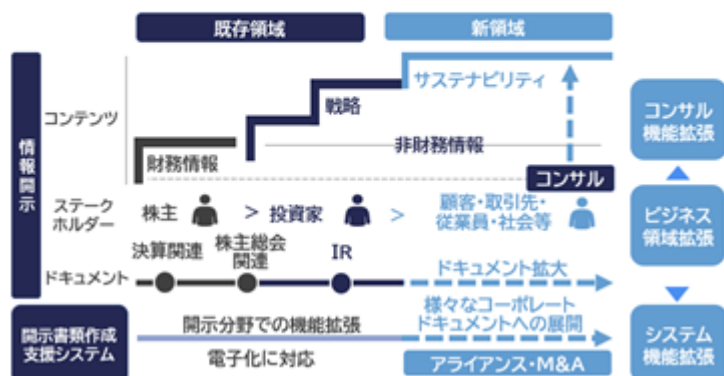 既存領域
新領域
情報開示
コンテンツ
財務情報
戦略
サステナビリティ
非財務情報
コンサル
コンサル
機能拡張
ステーク
ホルダー
株主
>
投資家
>
顧客・取引先・
従業員・社会等
ビジネス
領域拡張
ドキュメント
決算関連
株主総会
関連
IR
ドキュメント拡大
開示書類作成
支援システム
開示分野での機能拡張
電子化に対応
様々なコーポレート
ドキュメントへの展開
アライアンス・M&A
システム
機能拡張